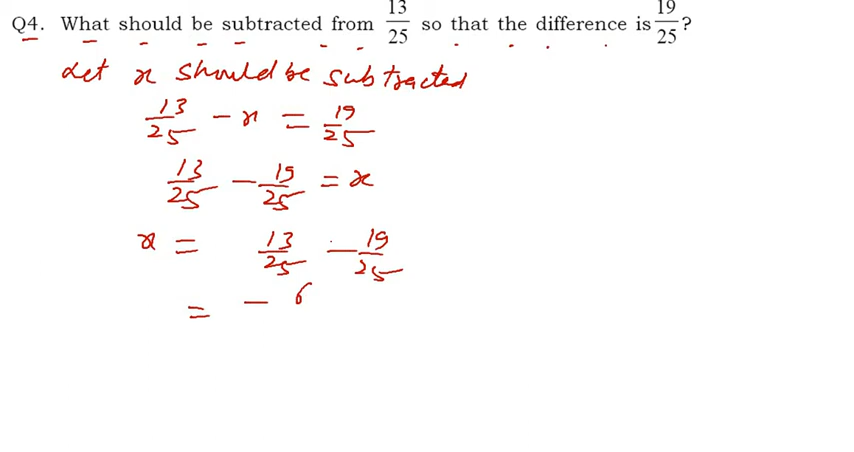 Q4. What should be subtracted from 13/25 so that the difference is 19/25?
Let x should be subtracted
13/25 - x = 19/25
13/25 - 19/25 = x
x = 13/25 - 19/25
= - 6